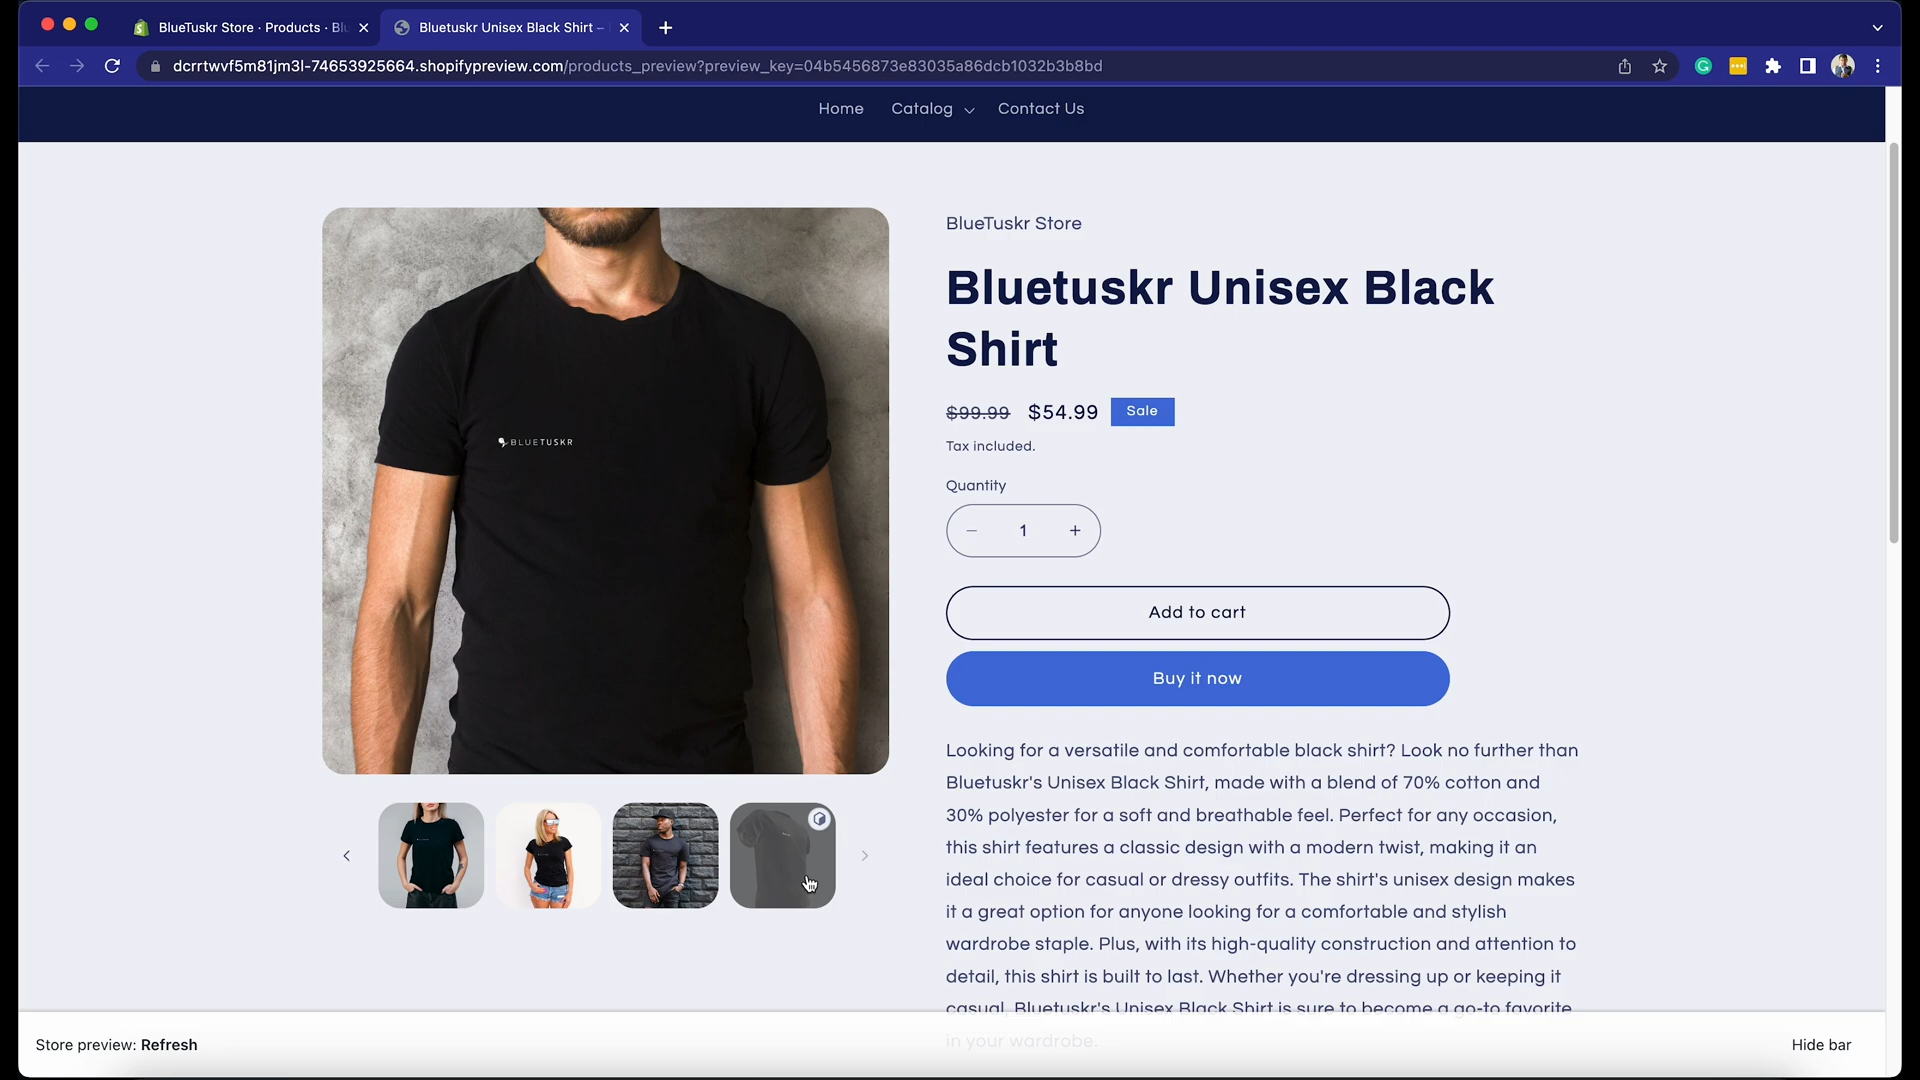 BlueTuskr Store · Products · Bl
Bluetuskr Unisex Black Shirt –
dcrrtwvf5m81jm3l-74653925664.shopifypreview.com/products_preview?preview_key=04b5456873e83035a86dcb1032b3b8bd
Home
Catalog
Contact Us
BLUETUSKR
BlueTuskr Store
Bluetuskr Unisex Black
Shirt
$99.99 $54.99 Sale
Tax included.
Quantity
− 1 +
Add to cart
Buy it now
Looking for a versatile and comfortable black shirt? Look no further than
Bluetuskr's Unisex Black Shirt, made with a blend of 70% cotton and
30% polyester for a soft and breathable feel. Perfect for any occasion,
this shirt features a classic design with a modern twist, making it an
ideal choice for casual or dressy outfits. The shirt's unisex design makes
it a great option for anyone looking for a comfortable and stylish
wardrobe staple. Plus, with its high-quality construction and attention to
detail, this shirt is built to last. Whether you're dressing up or keeping it
casual, Bluetuskr's Unisex Black Shirt is sure to become a go-to favorite
in your wardrobe.
Store preview: Refresh
Hide bar